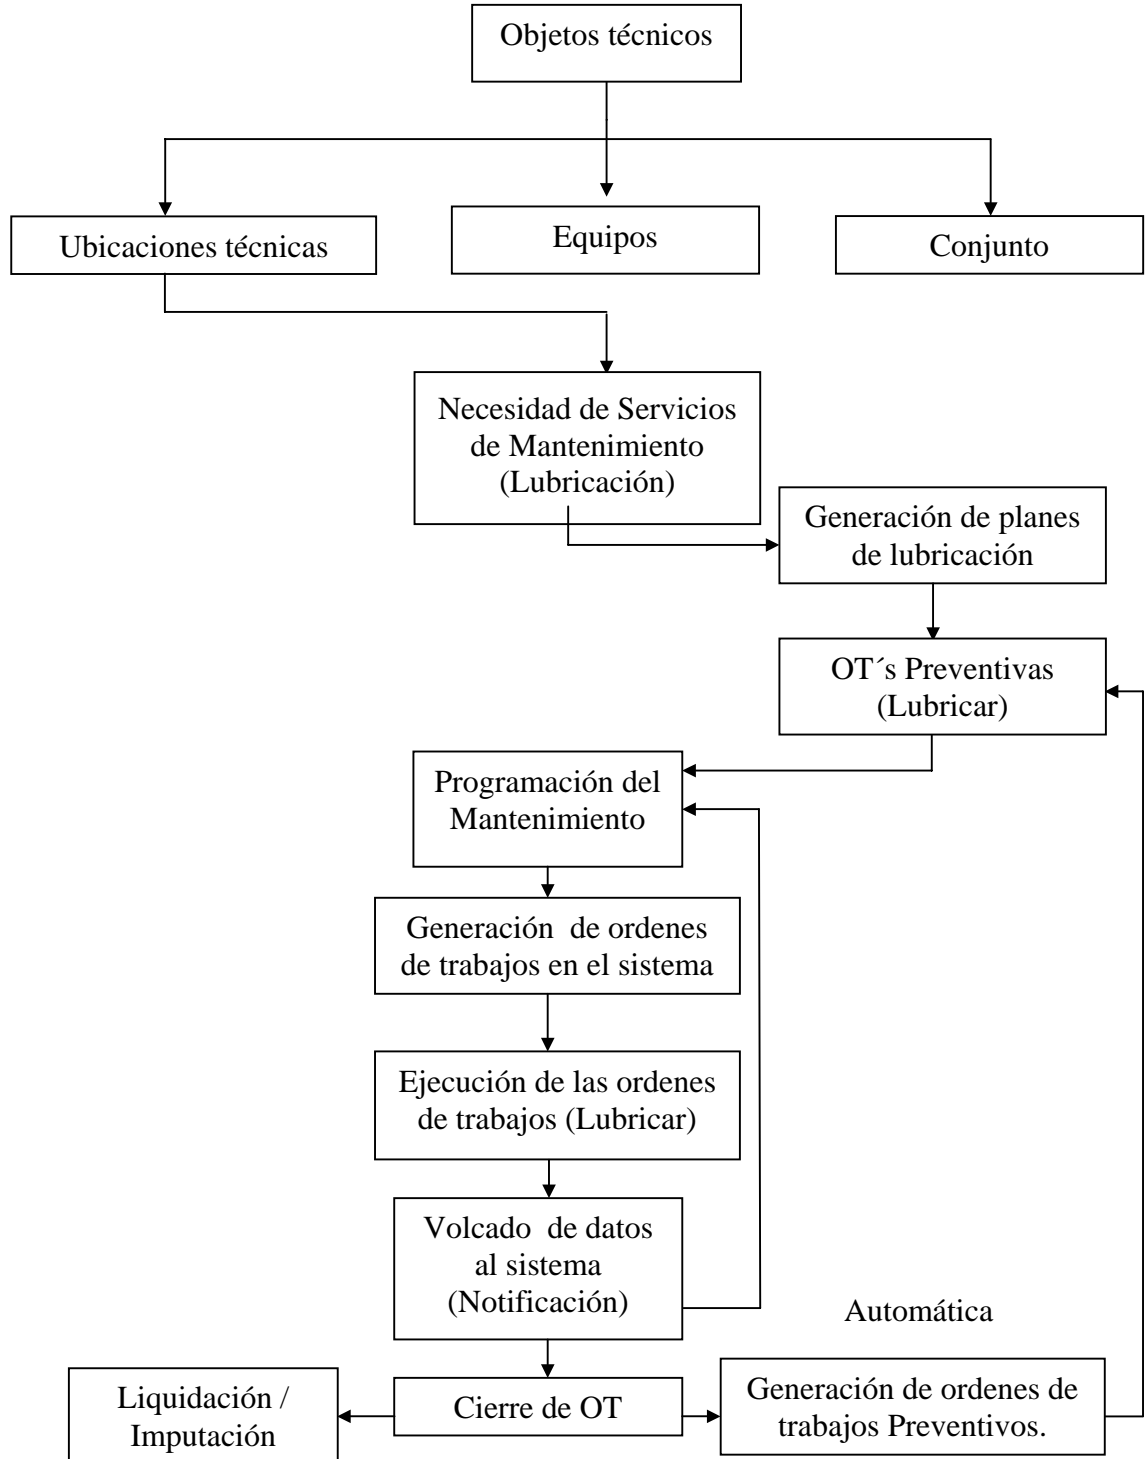 Objetos técnicos
Ubicaciones técnicas
Equipos
Conjunto
Necesidad de Servicios
de Mantenimiento
(Lubricación)
Generación de planes
de lubricación
OT´s Preventivas
(Lubricar)
Programación del
Mantenimiento
Generación  de ordenes
de trabajos en el sistema
Ejecución de las ordenes
de trabajos (Lubricar)
Volcado  de datos
al sistema
(Notificación)
Automática
Liquidación /
Imputación
Cierre de OT
Generación de ordenes de
trabajos Preventivos.